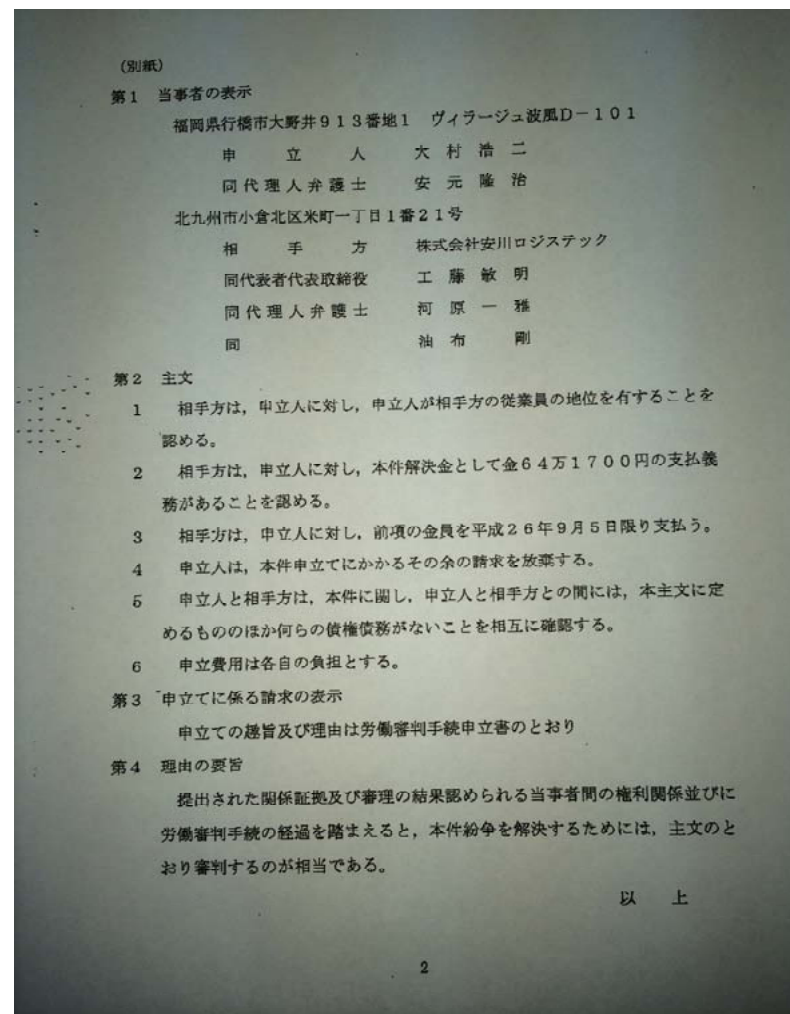 (別紙)
第1 当事者の表示
福岡県行橋市大野井913番地1 ヴィラージュ波風D-101
申立人 大村浩二
同代理人弁護士 安元隆治
北九州市小倉北区米町一丁目1番21号
相手方 株式会社安川ロジステック
同代表者代表取締役 工藤敏明
同代理人弁護士 河原一雅
同 油布剛
第2 主文
1 相手方は,申立人に対し,申立人が相手方の従業員の地位を有することを
認める。
2 相手方は,申立人に対し,本件解決金として金64万1700円の支払義
務があることを認める。
3 相手方は,申立人に対し,前項の金員を平成26年9月5日限り支払う。
4 申立人は,本件申立てにかかるその余の請求を放棄する。
5 申立人と相手方は,本件に関し,申立人と相手方との間には,本主文に定
めるもののほか何らの債権債務がないことを相互に確認する。
6 申立費用は各自の負担とする。
第3 申立てに係る請求の表示
申立ての趣旨及び理由は労働審判手続申立書のとおり
第4 理由の要旨
提出された関係証拠及び審理の結果認められる当事者間の権利関係並びに
労働審判手続の経過を踏まえると,本件紛争を解決するためには,主文のと
おり審判するのが相当である。
以上
2